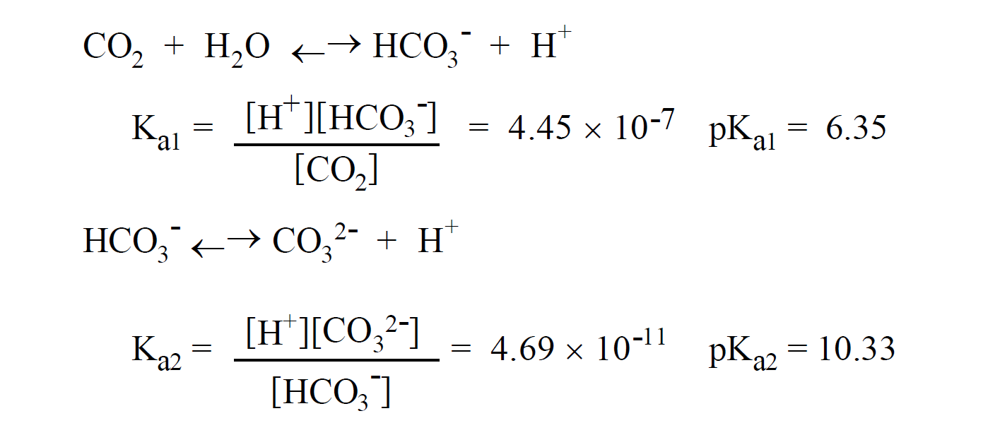 CO₂ + H₂O ←→ HCO₃⁻ + H⁺
Kₐ₁ = [H⁺][HCO₃⁻] / [CO₂] = 4.45 × 10⁻⁷ pKₐ₁ = 6.35
HCO₃⁻ ←→ CO₃²⁻ + H⁺
Kₐ₂ = [H⁺][CO₃²⁻] / [HCO₃⁻] = 4.69 × 10⁻¹¹ pKₐ₂ = 10.33